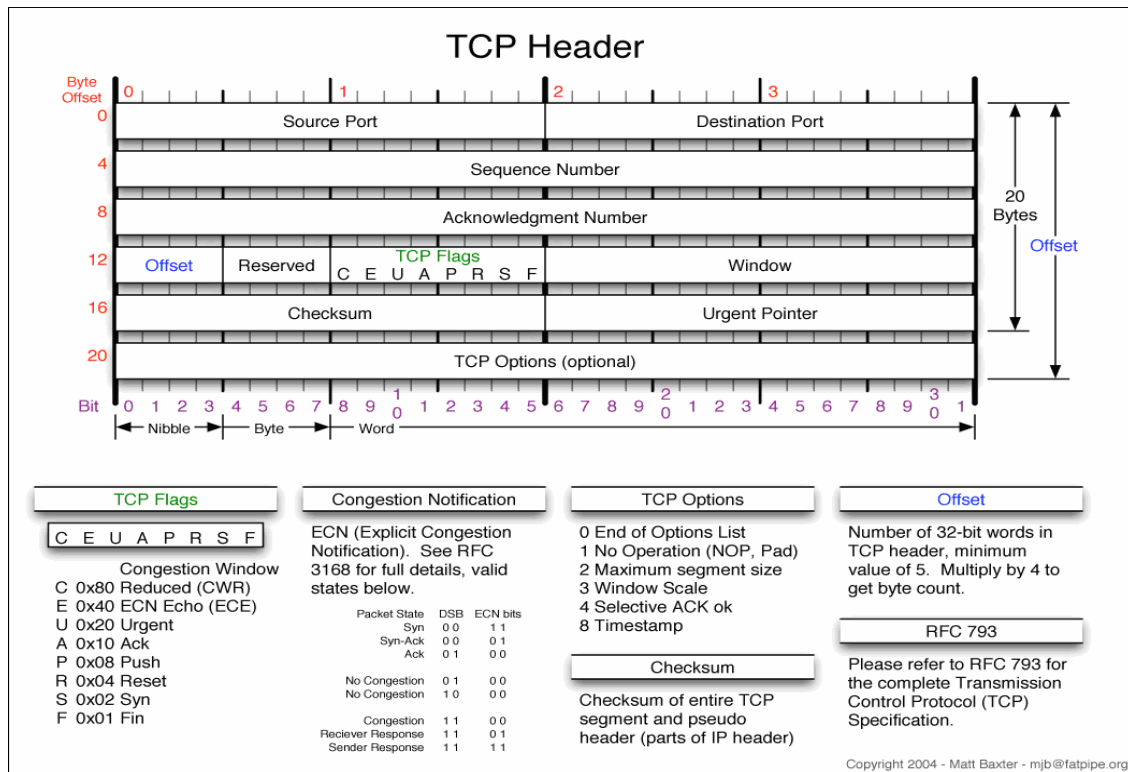 TCP Header
Byte Offset
0 1 2 3
0 Source Port Destination Port
4 Sequence Number
8 Acknowledgment Number
20 Bytes
Offset
12 Offset Reserved TCP Flags Window
C E U A P R S F
16 Checksum Urgent Pointer
20 TCP Options (optional)
Bit 0 1 2 3 4 5 6 7 8 9 10 1 2 3 4 5 6 7 8 9 20 1 2 3 4 5 6 7 8 9 30 1
Nibble Byte Word
TCP Flags
C E U A P R S F
Congestion Window
C 0x80 Reduced (CWR)
E 0x40 ECN Echo (ECE)
U 0x20 Urgent
A 0x10 Ack
P 0x08 Push
R 0x04 Reset
S 0x02 Syn
F 0x01 Fin
Congestion Notification
ECN (Explicit Congestion
Notification). See RFC
3168 for full details, valid
states below.
Packet State DSB ECN bits
Syn 0 0 1 1
Syn-Ack 0 0 0 1
Ack 0 1 0 0
No Congestion 0 1 0 0
No Congestion 1 0 0 0
Congestion 1 1 0 0
Reciever Response 1 1 0 1
Sender Response 1 1 1 1
TCP Options
0 End of Options List
1 No Operation (NOP, Pad)
2 Maximum segment size
3 Window Scale
4 Selective ACK ok
8 Timestamp
Checksum
Checksum of entire TCP
segment and pseudo
header (parts of IP header)
Offset
Number of 32-bit words in
TCP header, minimum
value of 5. Multiply by 4 to
get byte count.
RFC 793
Please refer to RFC 793 for
the complete Transmission
Control Protocol (TCP)
Specification.
Copyright 2004 - Matt Baxter - mjb@fatpipe.org